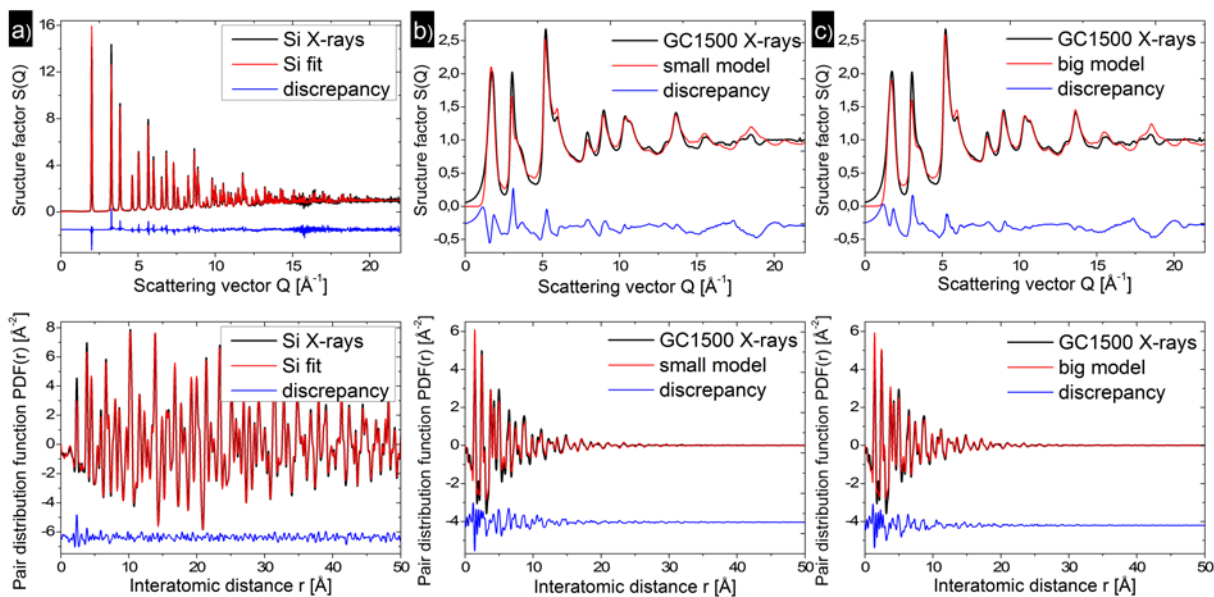 a)
Sructure factor S(Q)
16
12
8
4
0
Si X-rays
Si fit
discrepancy
0 5 10 15 20
Scattering vector Q [Å⁻¹]
b)
Sructure factor S(Q)
2,5
2,0
1,5
1,0
0,5
0,0
-0,5
GC1500 X-rays
small model
discrepancy
0 5 10 15 20
Scattering vector Q [Å⁻¹]
c)
Sructure factor S(Q)
2,5
2,0
1,5
1,0
0,5
0,0
-0,5
GC1500 X-rays
big model
discrepancy
0 5 10 15 20
Scattering vector Q [Å⁻¹]
Pair distribution function PDF(r) [Å⁻²]
8
6
4
2
0
-2
-4
-6
Si X-rays
Si fit
discrepancy
0 10 20 30 40 50
Interatomic distance r [Å]
Pair distribution function PDF(r) [Å⁻²]
6
4
2
0
-2
-4
GC1500 X-rays
small model
discrepancy
0 10 20 30 40 50
Interatomic distance r [Å]
Pair distribution function PDF(r) [Å⁻²]
6
4
2
0
-2
-4
GC1500 X-rays
big model
discrepancy
0 10 20 30 40 50
Interatomic distance r [Å]